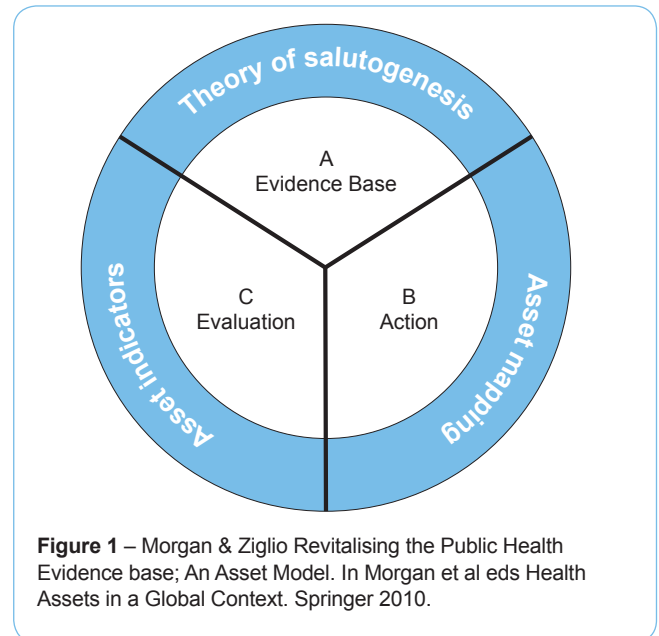 Theory of salutogenesis
A
Evidence Base
C
Evaluation
B
Action
Asset indicators
Asset mapping
Figure 1 – Morgan & Ziglio Revitalising the Public Health
Evidence base; An Asset Model. In Morgan et al eds Health
Assets in a Global Context. Springer 2010.